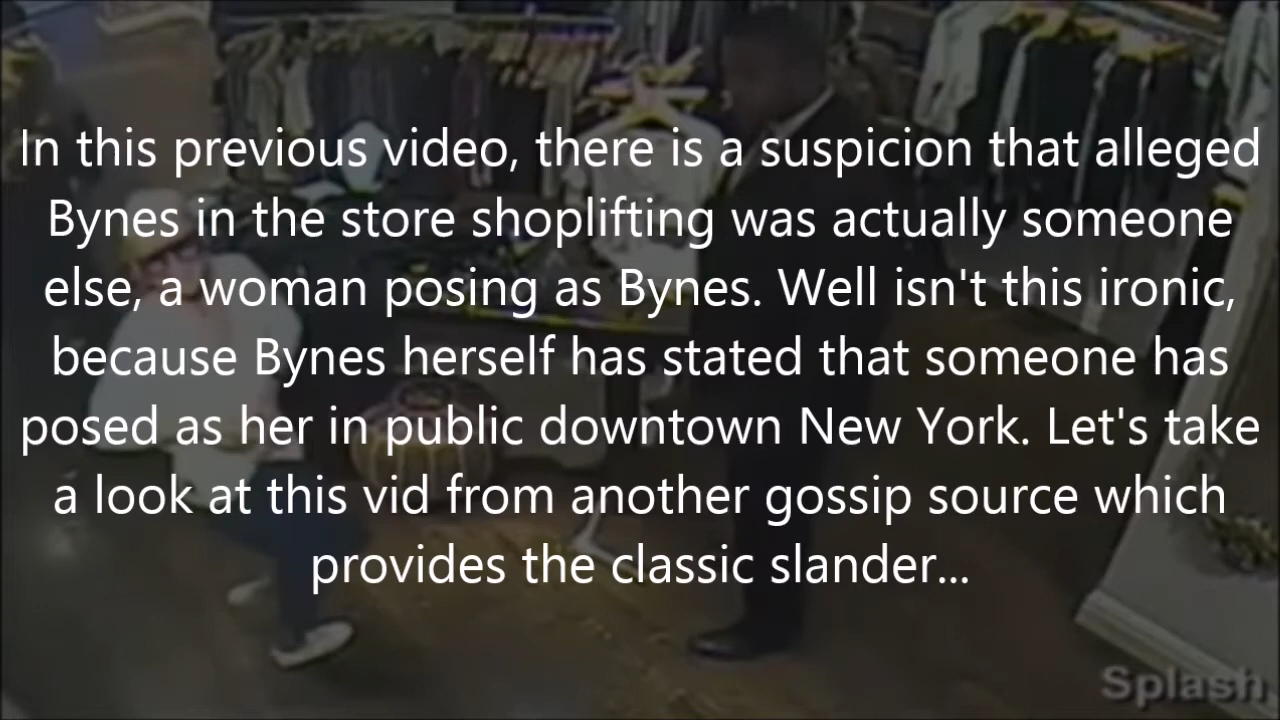 In this previous video, there is a suspicion that alleged
Bynes in the store shoplifting was actually someone
else, a woman posing as Bynes. Well isn't this ironic,
because Bynes herself has stated that someone has
posed as her in public downtown New York. Let's take
a look at this vid from another gossip source which
provides the classic slander...
Splash